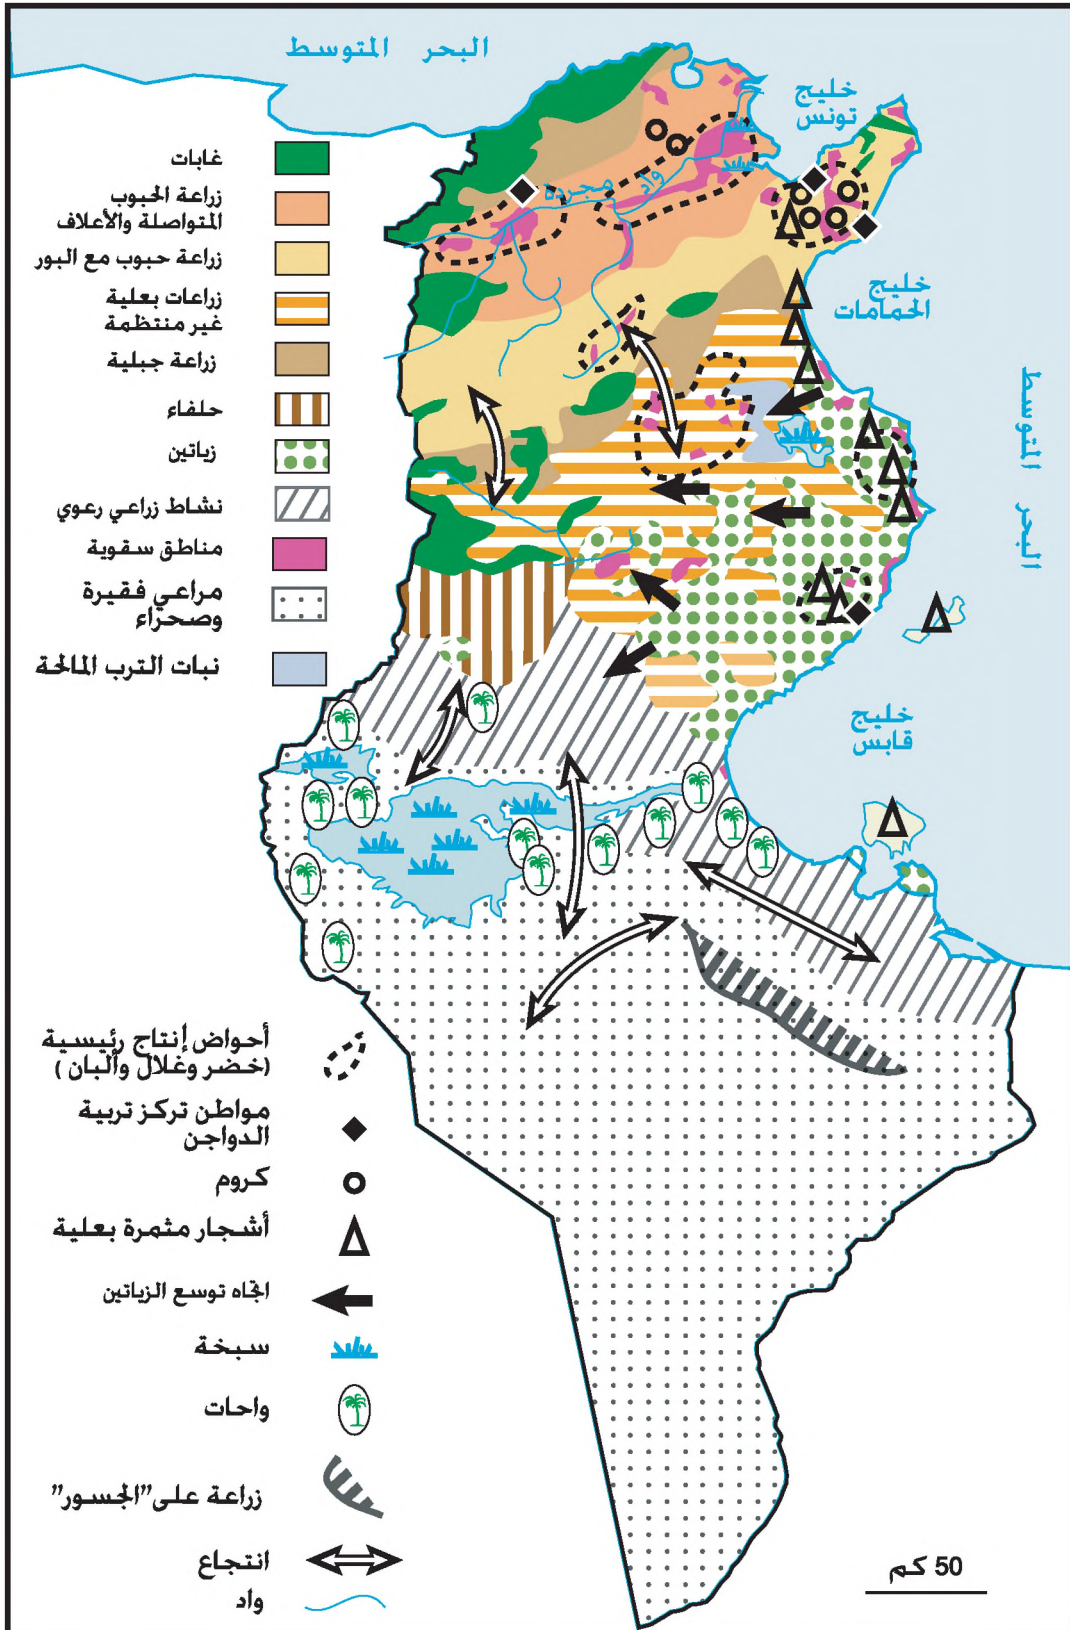 البحر المتوسط
خليج
تونس
واد مجردة
خليج
الحمامات
البحر المتوسط
خليج
قابس
غابات
زراعة الحبوب
المتواصلة والأعلاف
زراعة حبوب مع البور
زراعات بعلية
غير منتظمة
زراعة جبلية
حلفاء
زياتين
نشاط زراعي رعوي
مناطق سقوية
مراعي فقيرة
وصحراء
نبات الترب المالحة
أحواض إنتاج رئيسية
(خضر وغلال وألبان )
مواطن تركز تربية
الدواجن
كروم
أشجار مثمرة بعلية
اتجاه توسع الزياتين
سبخة
واحات
زراعة على"الجسور"
انتجاع
واد
50 كم